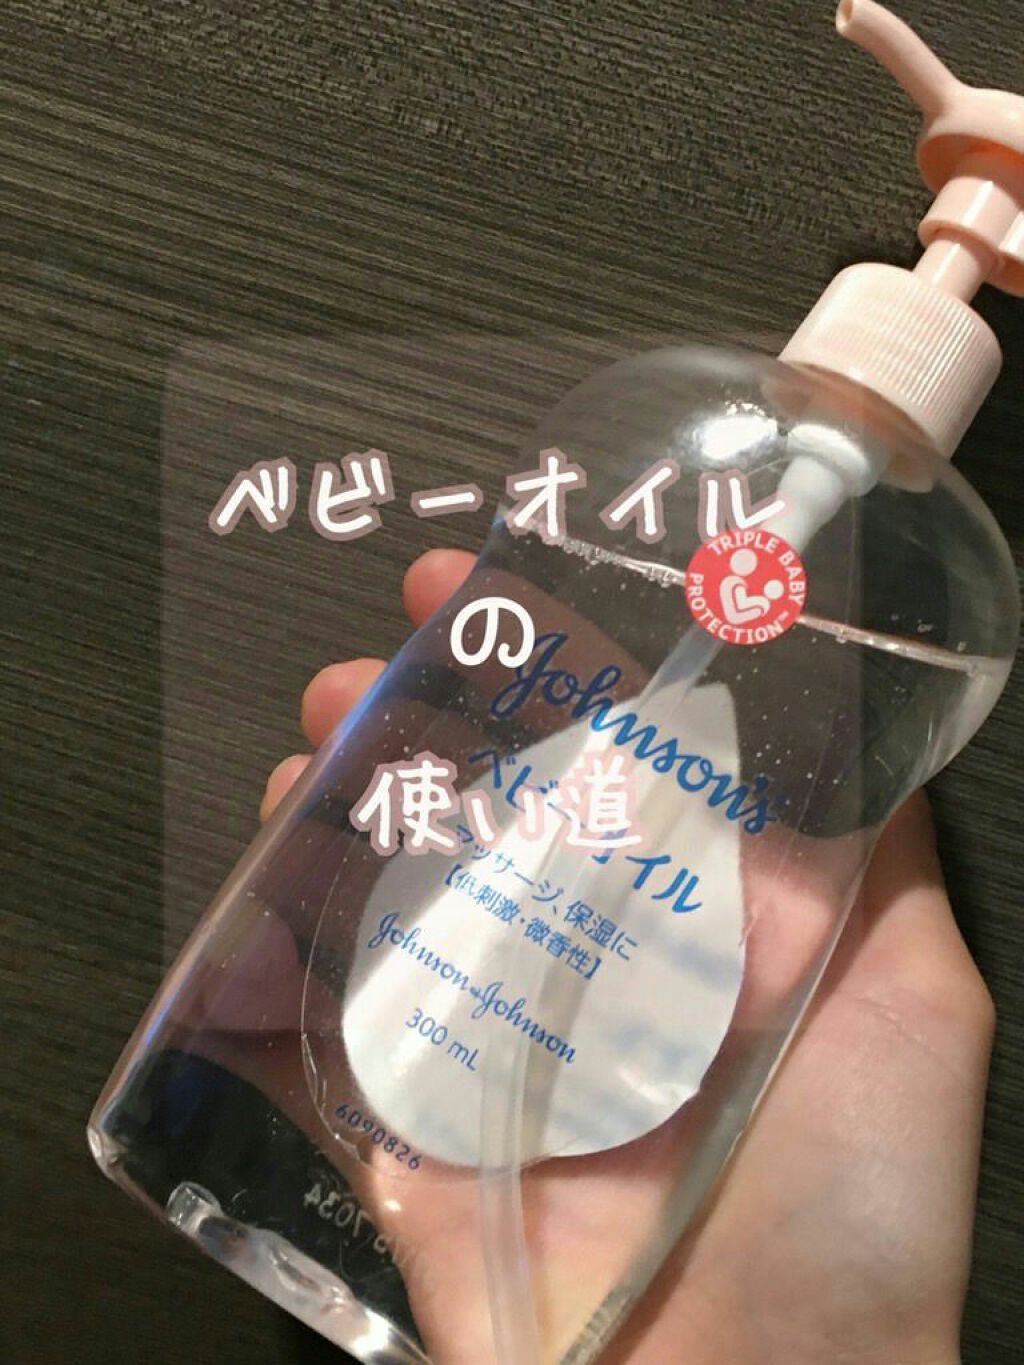 ベビーオイル
の
使い道
TRIPLE BABY
PROTECTION™
Johnson's
ベビーオイル
マッサージ、保湿に
【低刺激・微香性】
Johnson & Johnson
300 mL
6090826